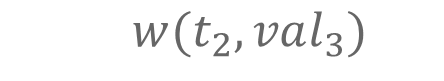 w(t₂, val₃)